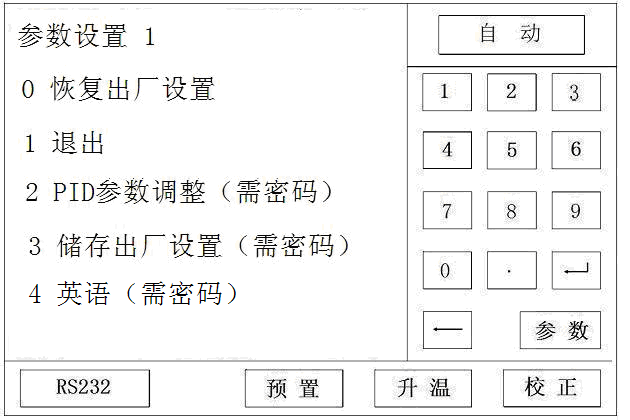 参数设置 1
0 恢复出厂设置
1 退出
2 PID参数调整（需密码）
3 储存出厂设置（需密码）
4 英语（需密码）
自 动
1 2 3
4 5 6
7 8 9
0 · ↵
←
参 数
RS232 预 置 升 温 校 正